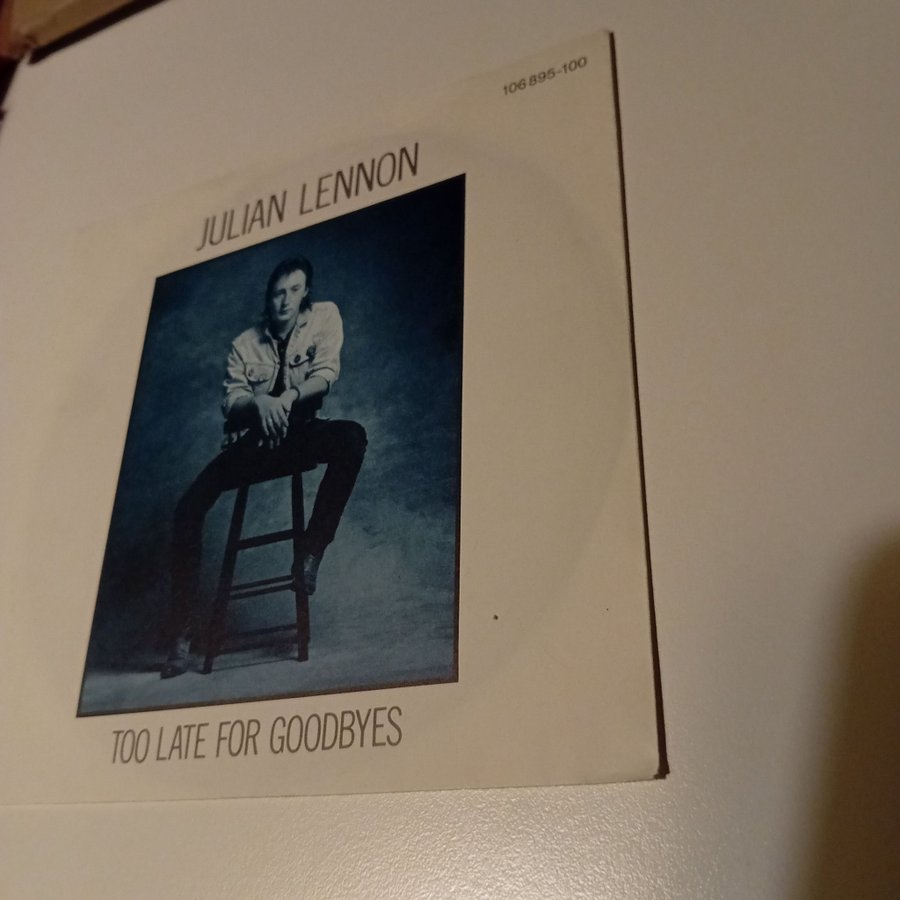 106 895-100
JULIAN LENNON
TOO LATE FOR GOODBYES